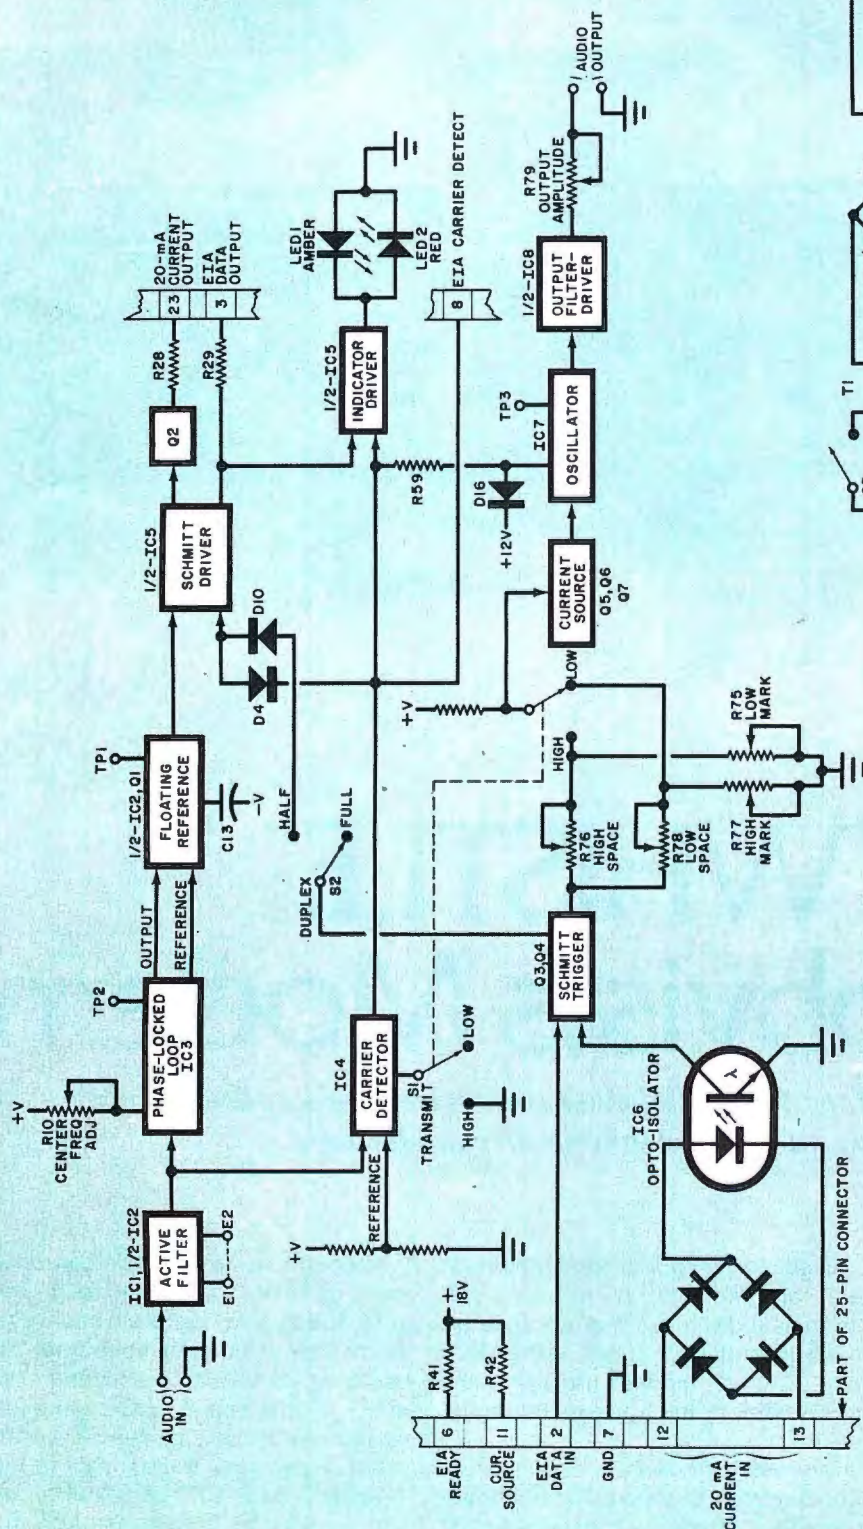 AUDIO
IN
IC1, 1/2-IC2
ACTIVE
FILTER
E1
E2
+V
R10
CENTER
FREQ
ADJ
PHASE-LOCKED
LOOP
IC3
TP2
OUTPUT
REFERENCE
1/2-IC2, Q1
FLOATING
REFERENCE
TP1
C13
-V
1/2-IC5
SCHMITT
DRIVER
Q2
R28
R29
23
3
20-mA
CURRENT
OUTPUT
EIA
DATA
OUTPUT
D4
D10
+V
REFERENCE
IC4
CARRIER
DETECTOR
S1
TRANSMIT
HIGH
LOW
DUPLEX
S2
HALF
FULL
1/2-IC5
INDICATOR
DRIVER
LED1
AMBER
LED2
RED
8
EIA CARRIER DETECT
R59
EIA
READY
6
R41
+
18V
CUR.
SOURCE
11
R42
EIA
DATA
IN
2
GND
7
20 mA
CURRENT
IN
12
13
PART OF 25-PIN CONNECTOR
IC6
OPTO-ISOLATOR
λ
Q3,Q4
SCHMITT
TRIGGER
R76
HIGH
SPACE
R78
LOW
SPACE
HIGH
LOW
+V
R77
HIGH
MARK
R75
LOW
MARK
CURRENT
SOURCE
Q5,Q6
Q7
+12V
D16
TP3
IC7
OSCILLATOR
1/2-IC8
OUTPUT
FILTER-
DRIVER
R79
OUTPUT
AMPLITUDE
AUDIO
OUTPUT
T1